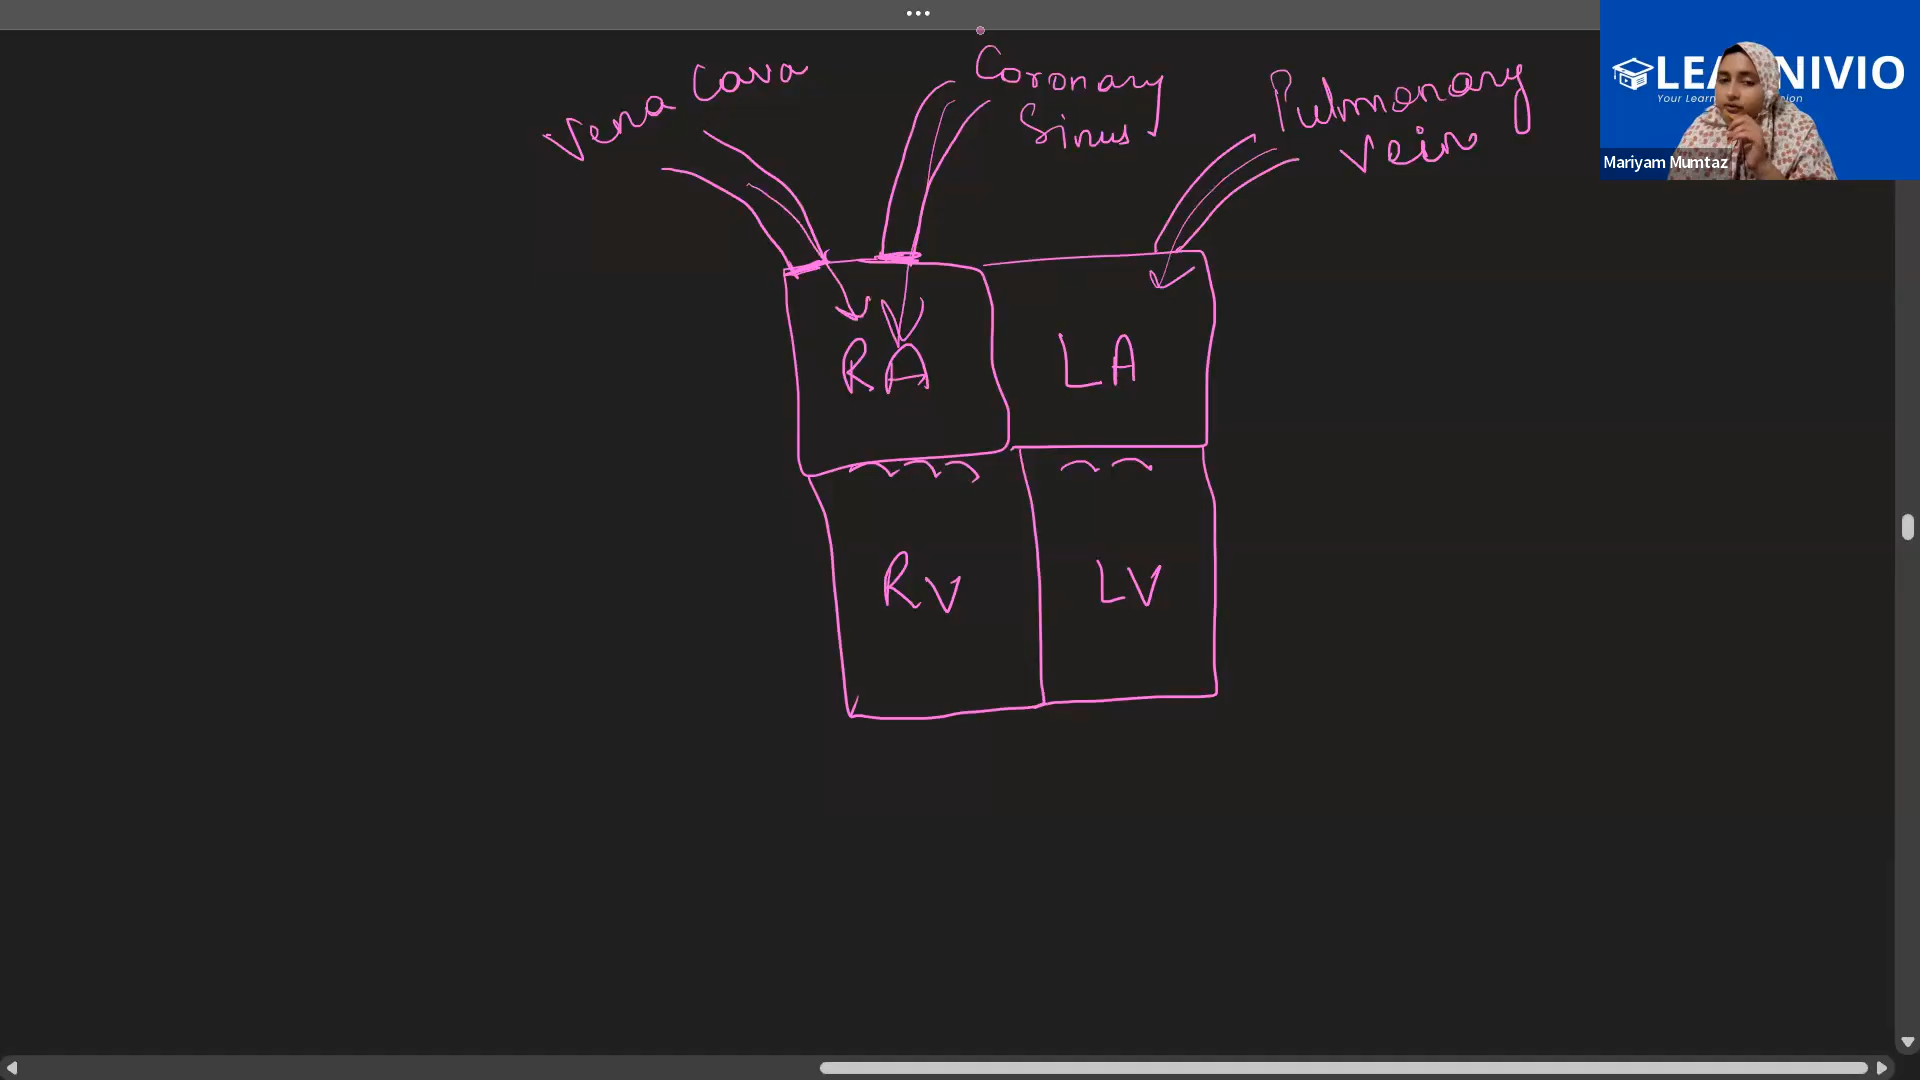 Vena Cava
Coronary
Sinus
Pulmonary
Vein
LEARNIVIO
Mariyam Mumtaz
RA
LA
RV
LV